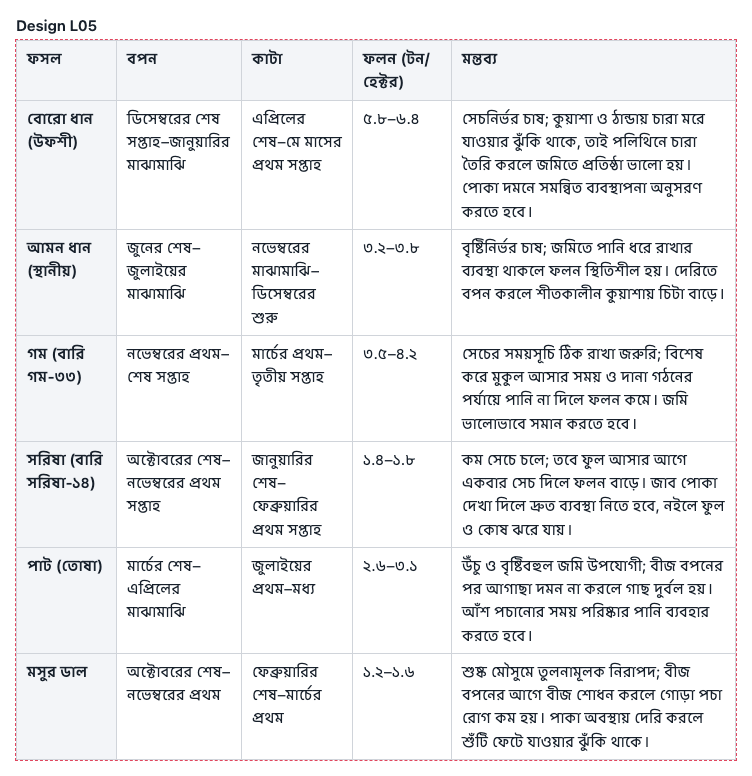 Design L05
ফসল
বপন
কাটা
ফলন (টন/
হেক্টর)
মন্তব্য
বোরো ধান
(উফশী)
ডিসেম্বরের শেষ
সপ্তাহ–জানুয়ারির
মাঝামাঝি
এপ্রিলের
শেষ–মে মাসের
প্রথম সপ্তাহ
৫.৮–৬.৪
সেচনির্ভর চাষ; কুয়াশা ও ঠান্ডায় চারা মরে
যাওয়ার ঝুঁকি থাকে, তাই পলিথিনে চারা
তৈরি করলে জমিতে প্রতিষ্ঠা ভালো হয়।
পোকা দমনে সমন্বিত ব্যবস্থাপনা অনুসরণ
করতে হবে।
আমন ধান
(স্থানীয়)
জুনের শেষ–
জুলাইয়ের
মাঝামাঝি
নভেম্বরের
মাঝামাঝি–
ডিসেম্বরের
শুরু
৩.২–৩.৮
বৃষ্টিনির্ভর চাষ; জমিতে পানি ধরে রাখার
ব্যবস্থা থাকলে ফলন স্থিতিশীল হয়। দেরিতে
বপন করলে শীতকালীন কুয়াশায় চিটা বাড়ে।
গম (বারি
গম-৩৩)
নভেম্বরের প্রথম–
শেষ সপ্তাহ
মার্চের প্রথম–
তৃতীয় সপ্তাহ
৩.৫–৪.২
সেচের সময়সূচি ঠিক রাখা জরুরি; বিশেষ
করে মুকুল আসার সময় ও দানা গঠনের
পর্যায়ে পানি না দিলে ফলন কমে। জমি
ভালোভাবে সমান করতে হবে।
সরিষা (বারি
সরিষা-১৪)
অক্টোবরের শেষ–
নভেম্বরের প্রথম
সপ্তাহ
জানুয়ারির
শেষ–
ফেব্রুয়ারির
প্রথম সপ্তাহ
১.৪–১.৮
কম সেচে চলে; তবে ফুল আসার আগে
একবার সেচ দিলে ফলন বাড়ে। জাব পোকা
দেখা দিলে দ্রুত ব্যবস্থা নিতে হবে, নইলে ফুল
ও কোষ ঝরে যায়।
পাট (তোষা)
মার্চের শেষ–
এপ্রিলের
মাঝামাঝি
জুলাইয়ের
প্রথম–মধ্য
২.৬–৩.১
উঁচু ও বৃষ্টিবহুল জমি উপযোগী; বীজ বপনের
পর আগাছা দমন না করলে গাছ দুর্বল হয়।
আঁশ পচানোর সময় পরিষ্কার পানি ব্যবহার
করতে হবে।
মসুর ডাল
অক্টোবরের শেষ–
নভেম্বরের প্রথম
ফেব্রুয়ারির
শেষ–মার্চের
প্রথম
১.২–১.৬
শুষ্ক মৌসুমে তুলনামূলক নিরাপদ; বীজ
বপনের আগে বীজ শোধন করলে গোড়া পচা
রোগ কম হয়। পাকা অবস্থায় দেরি করলে
শুঁটি ফেটে যাওয়ার ঝুঁকি থাকে।